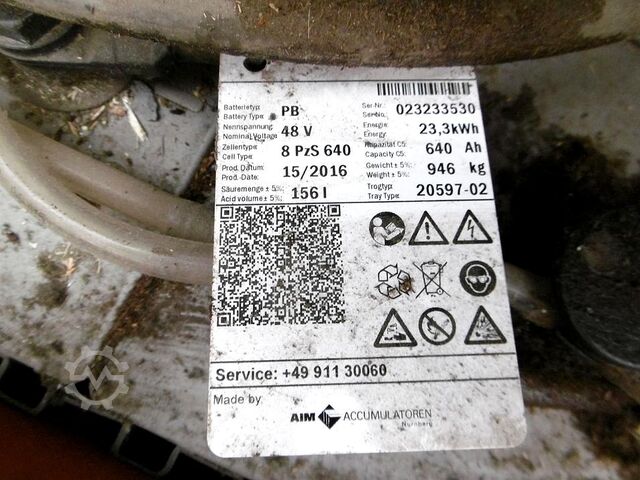 Batterietyp: PB Ser-Nr.: 023233530
Battery Type: Ser-No.:
Nennspannung: 48 V Energie: 23,3kWh
Nominal Voltage: Energy:
Zellentyp: 8 PzS 640 Kapazität C5: 640 Ah
Cell Type: Capacity C5:
Prod. Datum: 15/2016 Gewicht ± 5%: 946 kg
Prod.-Date: Weight ± 5%:
Säuremenge ± 5%: 156 l Trogtyp: 20597-02
Acid volume ± 5%: Tray Type:
Service: +49 911 30060
Made by
AIM ACCUMULATOREN
Nürnberg